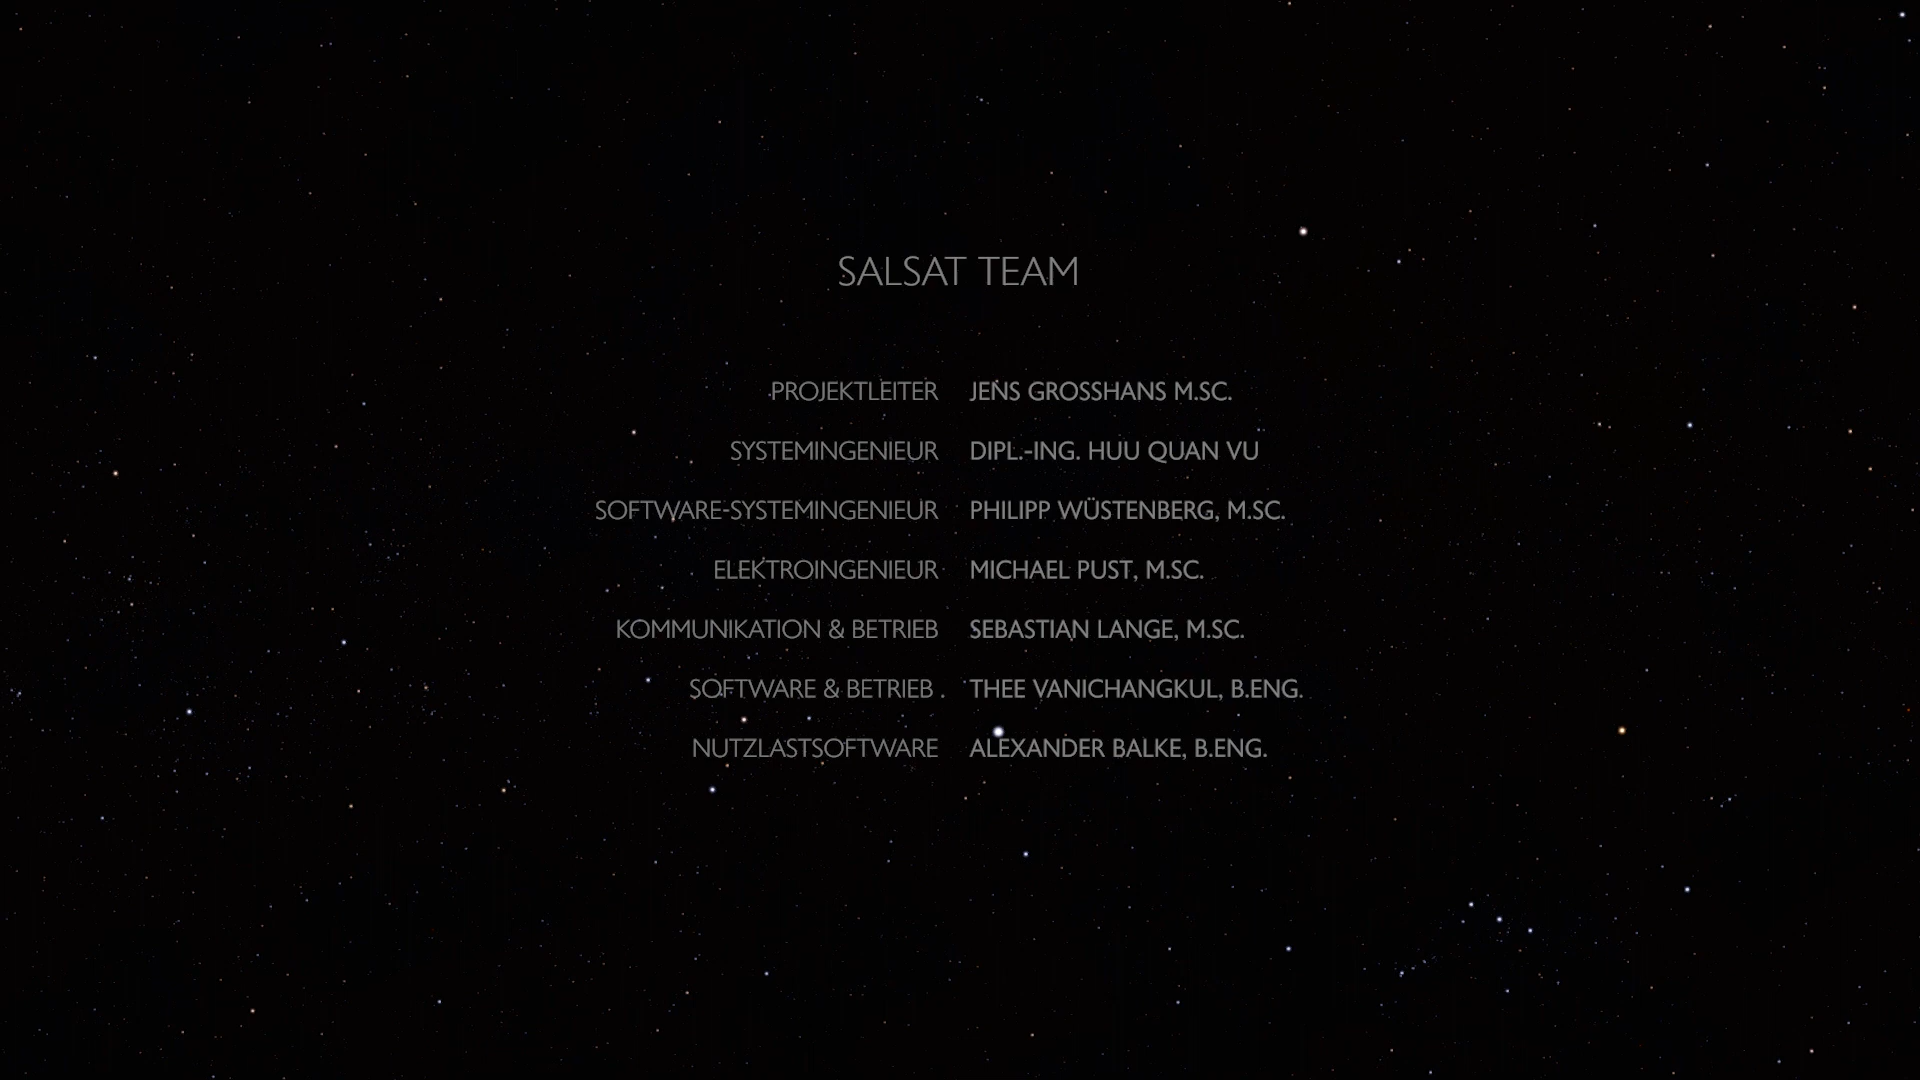 SALSAT TEAM
PROJEKTLEITER JENS GROSSHANS M.SC.
SYSTEMINGENIEUR DIPL.-ING. HUU QUAN VU
SOFTWARE-SYSTEMINGENIEUR PHILIPP WÜSTENBERG, M.SC.
ELEKTROINGENIEUR MICHAEL PUST, M.SC.
KOMMUNIKATION & BETRIEB SEBASTIAN LANGE, M.SC.
SOFTWARE & BETRIEB THEE VANICHANGKUL, B.ENG.
NUTZLASTSOFTWARE ALEXANDER BALKE, B.ENG.